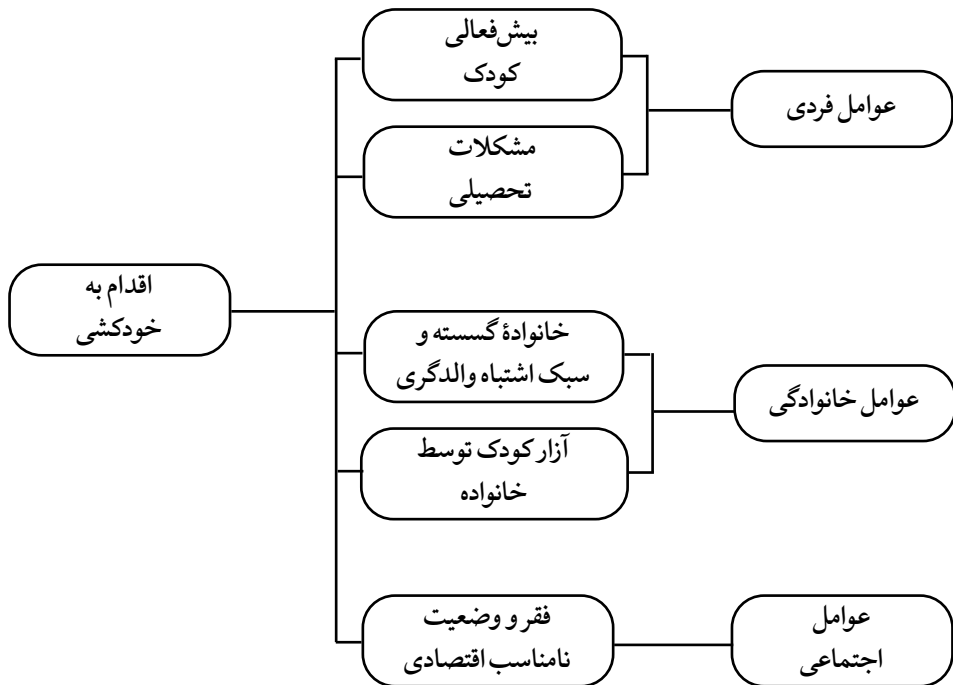 بیش‌فعالی
کودک
عوامل فردی
مشکلات
تحصیلی
اقدام به
خودکشی
خانوادهٔ گسسته و
سبک اشتباه والدگری
عوامل خانوادگی
آزار کودک توسط
خانواده
فقر و وضعیت
نامناسب اقتصادی
عوامل
اجتماعی